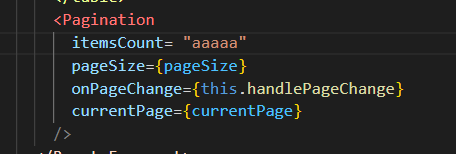 </table>
<Pagination
itemsCount= "aaaaa"
pageSize={pageSize}
onPageChange={this.handlePageChange}
currentPage={currentPage}
/>
</React.Fragment>